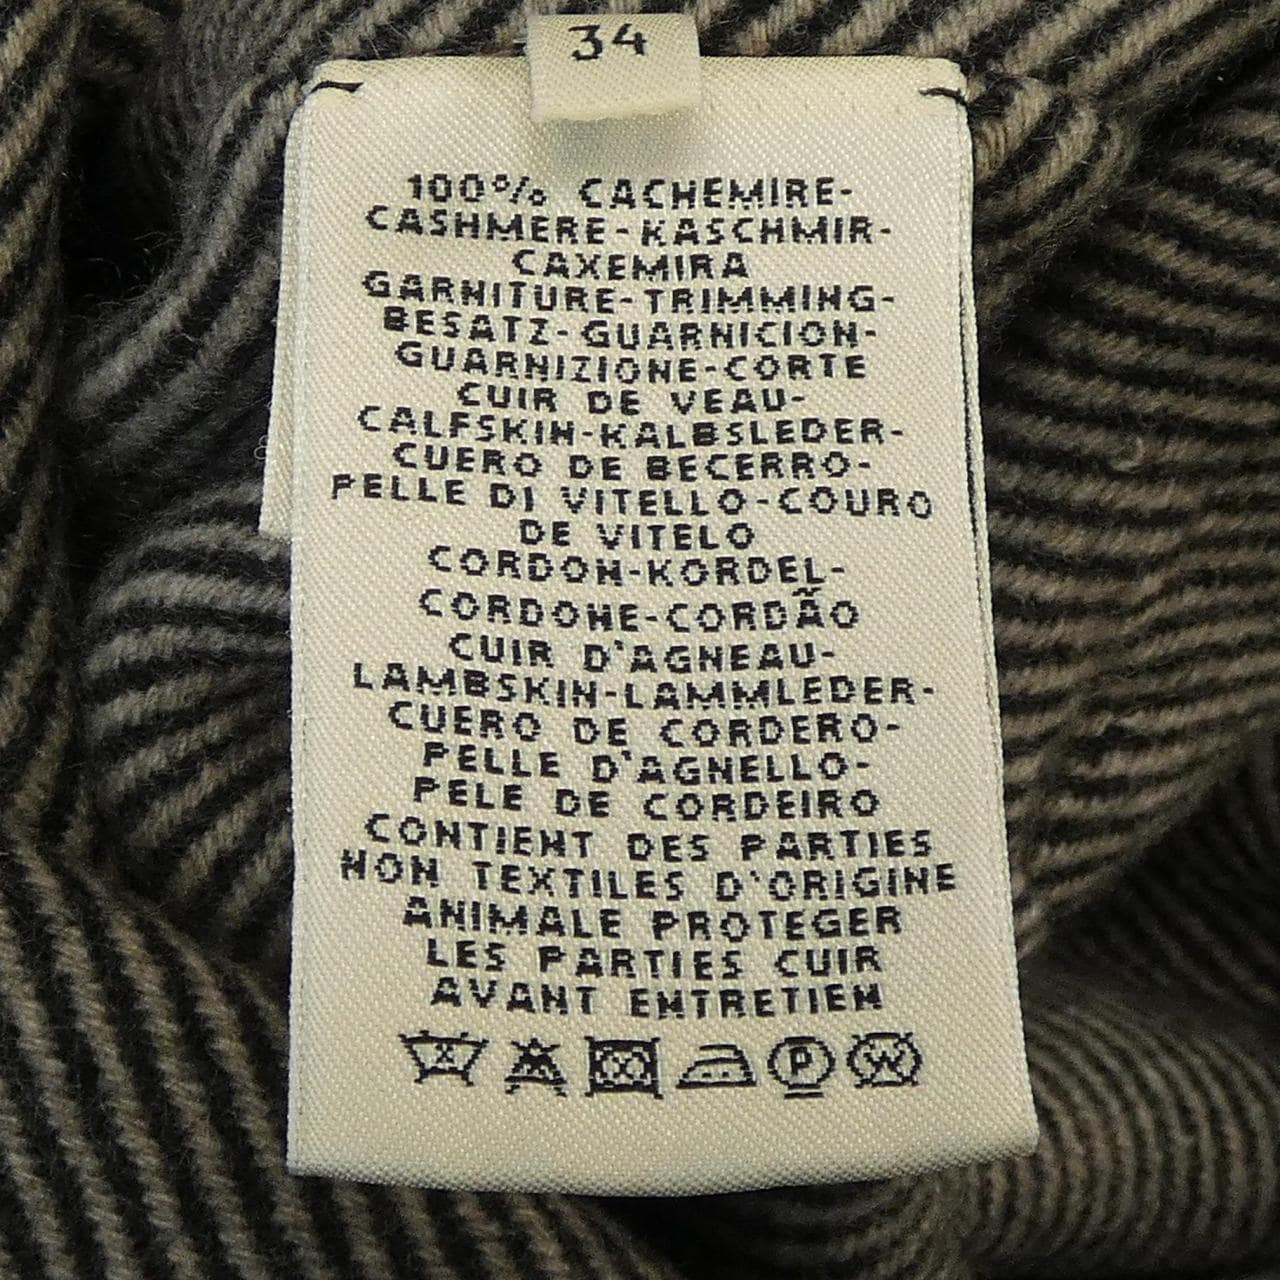 34
100% CACHEMIRE-
CASHMERE-KASCHMIR-
CAXEMIRA
GARNITURE-TRIMMING-
BESATZ-GUARNICION-
GUARNIZIONE-CORTE
CUIR DE VEAU-
CALFSKIN-KALBSLEDER-
CUERO DE BECERRO-
PELLE DI VITELLO-COURO
DE VITELO
CORDON-KORDEL-
CORDONE-CORDÃO
CUIR D'AGNEAU-
LAMBSKIN-LAMMLEDER-
CUERO DE CORDERO-
PELLE D'AGNELLO-
PELE DE CORDEIRO
CONTIENT DES PARTIES
NON TEXTILES D'ORIGINE
ANIMALE PROTEGER
LES PARTIES CUIR
AVANT ENTRETIEN
P W